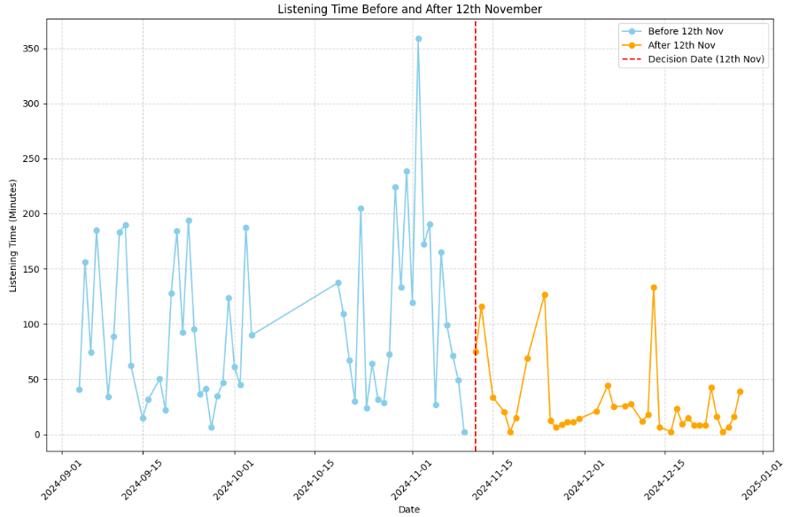 Listening Time Before and After 12th November
Before 12th Nov
After 12th Nov
Decision Date (12th Nov)
Listening Time (Minutes)
350
300
250
200
150
100
50
0
2024-09-01
2024-09-15
2024-10-01
2024-10-15
2024-11-01
2024-11-15
2024-12-01
2024-12-15
2025-01-01
Date